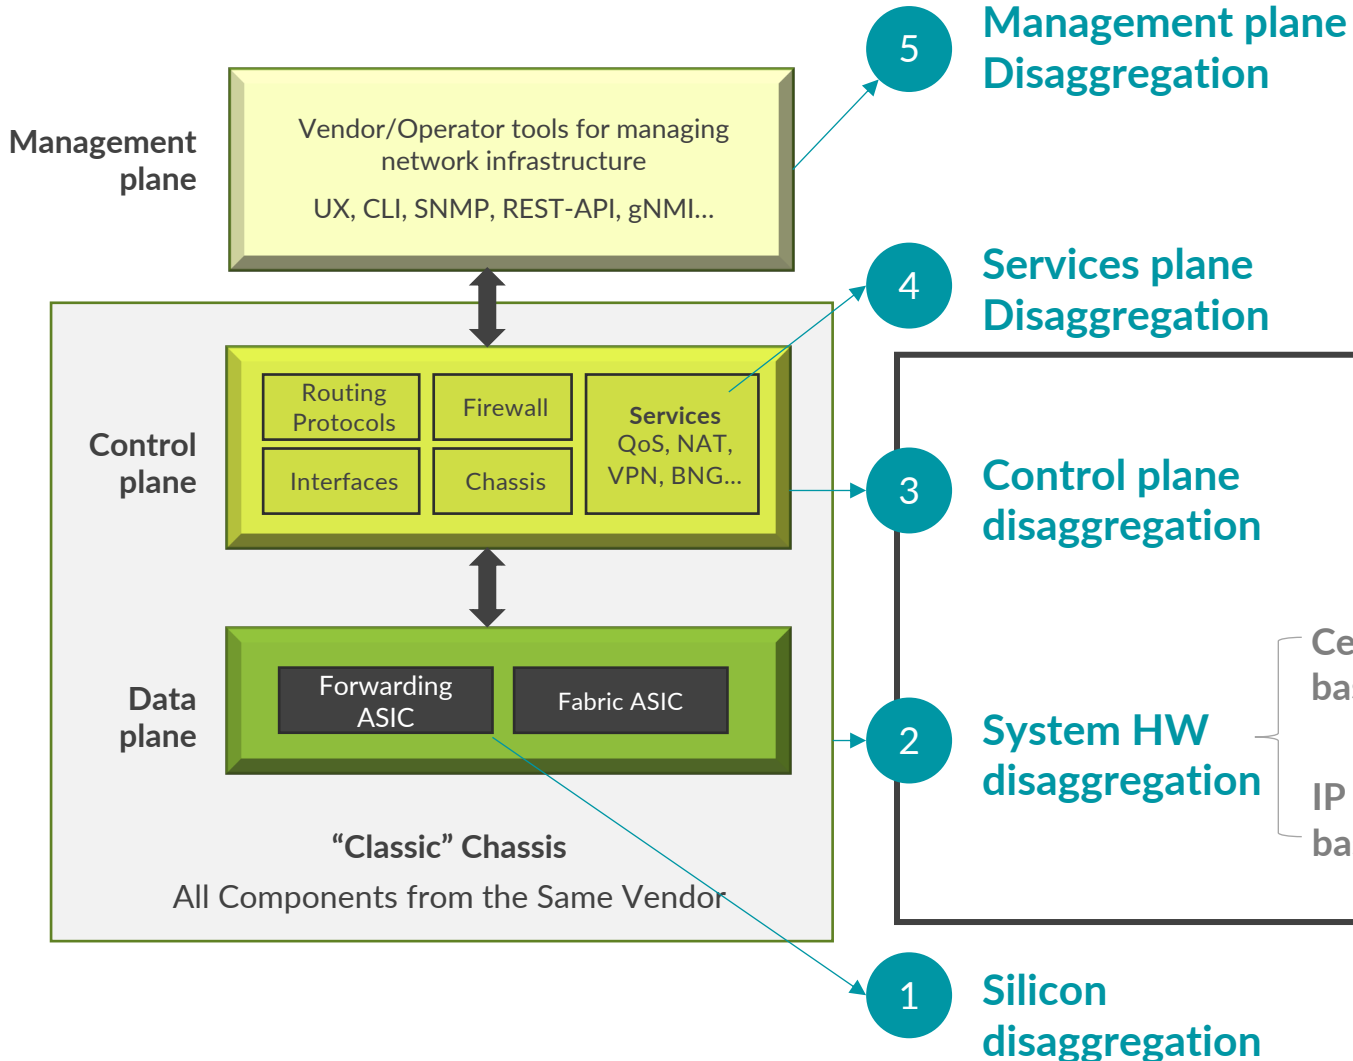 Management plane
Disaggregation
5
Management
plane
Vendor/Operator tools for managing
network infrastructure
UX, CLI, SNMP, REST-API, gNMI...
Services plane
Disaggregation
4
Control
plane
Routing
Protocols
Firewall
Interfaces
Chassis
Services
QoS, NAT,
VPN, BNG...
3
Control plane
disaggregation
Data
plane
Forwarding
ASIC
Fabric ASIC
2
System HW
disaggregation
IP
“Classic” Chassis
All Components from the Same Vendor
1
Silicon
disaggregation